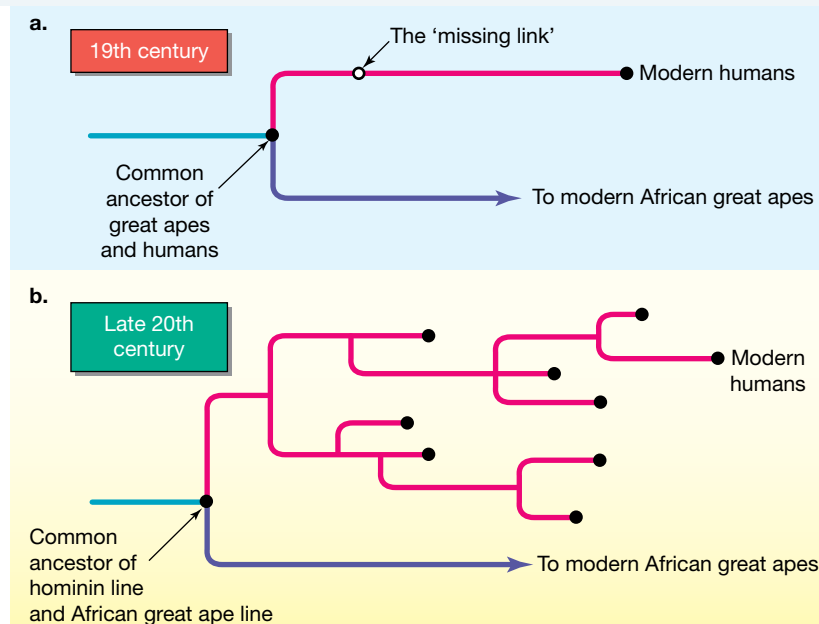 a.
19th century
The ‘missing link’
Modern humans
Common
ancestor of
great apes
and humans
To modern African great apes
b.
Late 20th
century
Modern
humans
Common
ancestor of
hominin line
and African great ape line
To modern African great apes